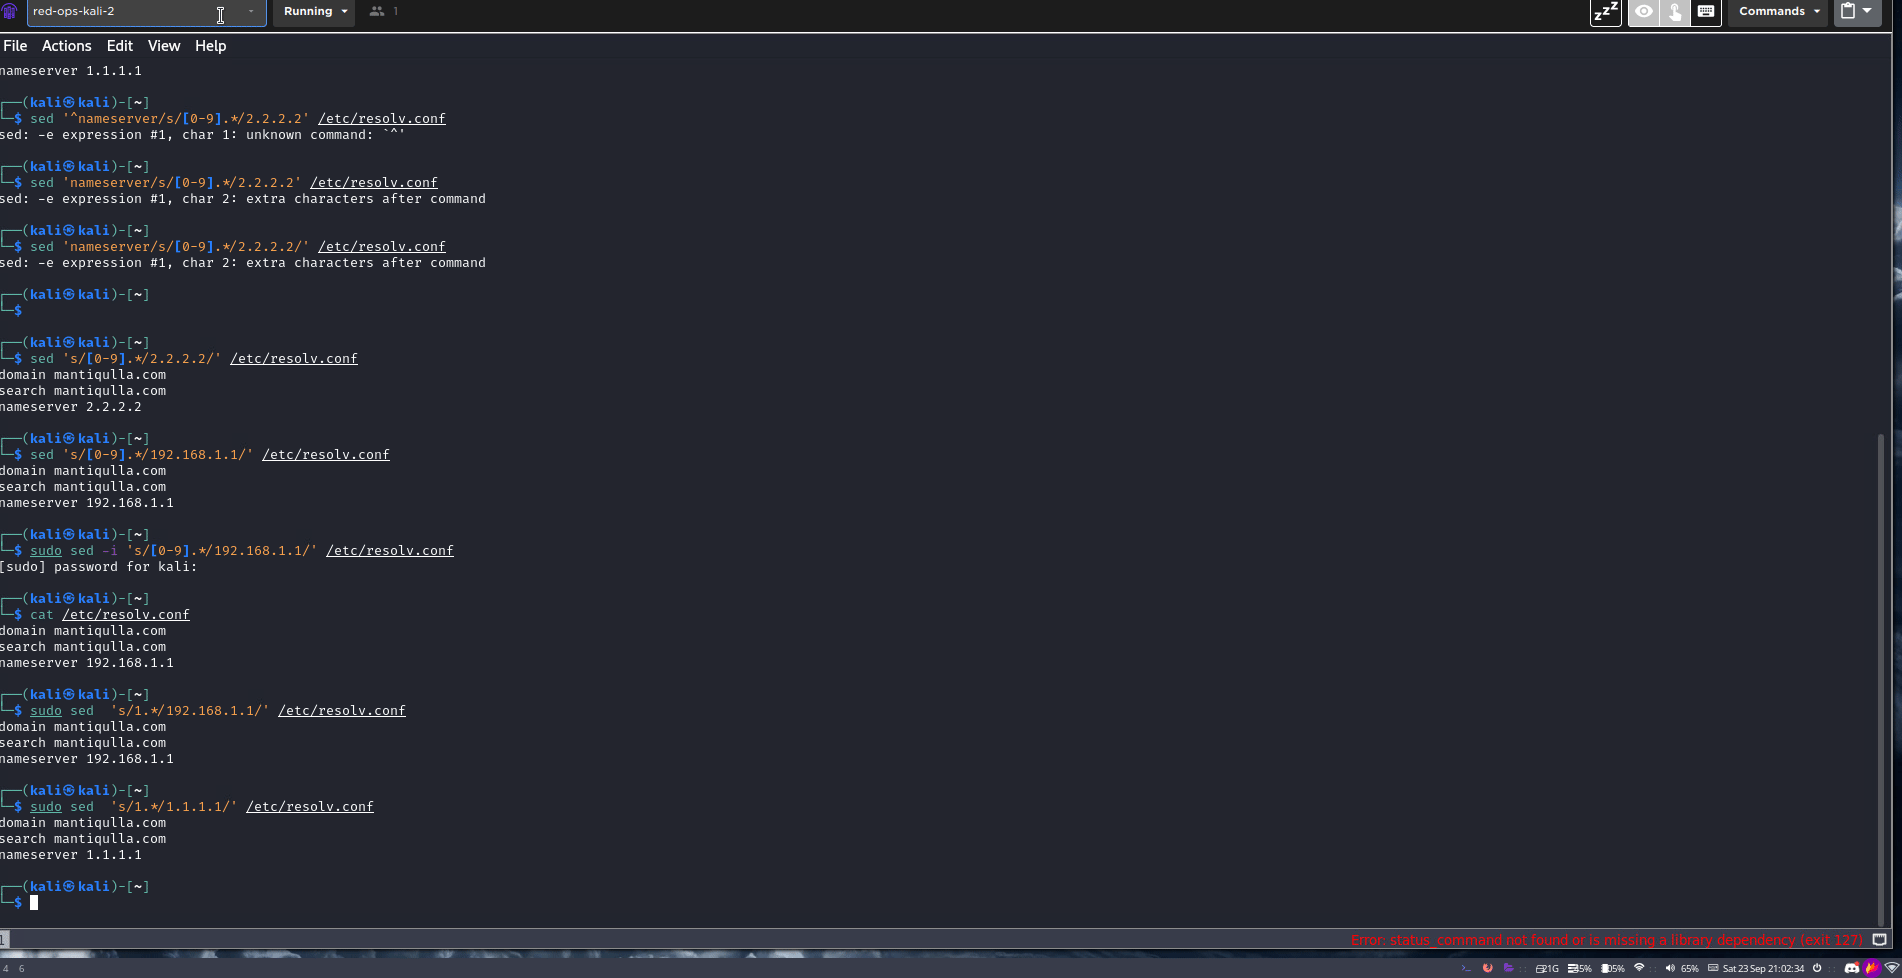 red-ops-kali-2
Running
1
zzZ
Commands
File Actions Edit View Help
nameserver 1.1.1.1
┌──(kali㉿kali)-[~]
└─$ sed '^nameserver/s/[0-9].*/2.2.2.2' /etc/resolv.conf
sed: -e expression #1, char 1: unknown command: `^'
┌──(kali㉿kali)-[~]
└─$ sed 'nameserver/s/[0-9].*/2.2.2.2' /etc/resolv.conf
sed: -e expression #1, char 2: extra characters after command
┌──(kali㉿kali)-[~]
└─$ sed 'nameserver/s/[0-9].*/2.2.2.2/' /etc/resolv.conf
sed: -e expression #1, char 2: extra characters after command
┌──(kali㉿kali)-[~]
└─$
┌──(kali㉿kali)-[~]
└─$ sed 's/[0-9].*/2.2.2.2/' /etc/resolv.conf
domain mantiqulla.com
search mantiqulla.com
nameserver 2.2.2.2
┌──(kali㉿kali)-[~]
└─$ sed 's/[0-9].*/192.168.1.1/' /etc/resolv.conf
domain mantiqulla.com
search mantiqulla.com
nameserver 192.168.1.1
┌──(kali㉿kali)-[~]
└─$ sudo sed -i 's/[0-9].*/192.168.1.1/' /etc/resolv.conf
[sudo] password for kali:
┌──(kali㉿kali)-[~]
└─$ cat /etc/resolv.conf
domain mantiqulla.com
search mantiqulla.com
nameserver 192.168.1.1
┌──(kali㉿kali)-[~]
└─$ sudo sed  's/1.*/192.168.1.1/' /etc/resolv.conf
domain mantiqulla.com
search mantiqulla.com
nameserver 192.168.1.1
┌──(kali㉿kali)-[~]
└─$ sudo sed  's/1.*/1.1.1.1/' /etc/resolv.conf
domain mantiqulla.com
search mantiqulla.com
nameserver 1.1.1.1
┌──(kali㉿kali)-[~]
└─$
1
Error: status_command not found or is missing a library dependency (exit 127)
4 6
21G 5% 05% 65% Sat 23 Sep 21:02:34